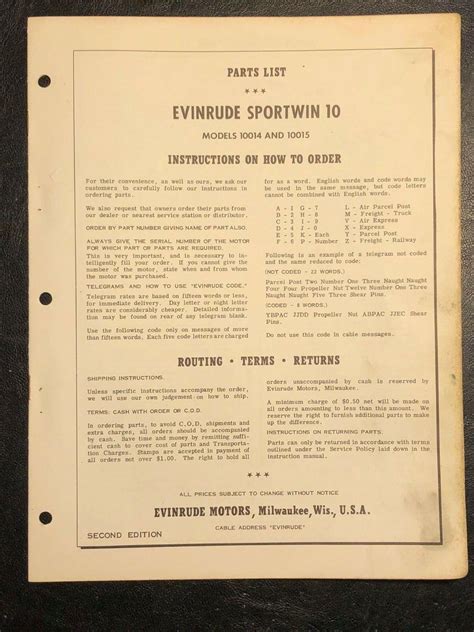 PARTS LIST
***
EVINRUDE SPORTWIN 10
MODELS 10014 AND 10015
INSTRUCTIONS ON HOW TO ORDER
For their convenience, as well as ours, we ask our
customers to carefully follow our instructions in
ordering parts.
We also request that owners order their parts from
our dealer or nearest service station or distributor.
ORDER BY PART NUMBER GIVING NAME OF PART ALSO.
ALWAYS GIVE THE SERIAL NUMBER OF THE MOTOR
FOR WHICH PART OR PARTS ARE REQUIRED.
This is very important, and is necessary to in-
telligently fill your order. If you cannot give the
number of the motor, state when and from whom
the motor was purchased.
TELEGRAMS AND HOW TO USE "EVINRUDE CODE."
Telegram rates are based on fifteen words or less,
for immediate delivery. Day letter or night letter
rates are considerably cheaper. Detailed informa-
tion may be found on rear of any telegram blank.
Use the following code only on messages of more
than fifteen words. Each five code letters are charged
for as a word. English words and code words may
be used in the same message, but code letters
cannot be combined with English words.
A - 1 G - 7 L - Air Parcel Post
B - 2 H - 8 M - Freight - Truck
C - 3 I - 9 V - Air Express
D - 4 J - 0 X - Express
E - 5 K - Each Y - Parcel Post
F - 6 P - Number Z - Freight - Railway
Following is an example of a telegram not coded
and the same reduced to code:
(NOT CODED - 22 WORDS.)
Parcel Post Two Number One Three Naught Naught
Four Four Propeller Nut Twelve Number One Three
Naught Naught Five Three Shear Pins.
(CODED - 8 WORDS.)
YBPAC JJDD Propeller Nut ABPAC JJEC Shear
Pins.
Do not use this code in cable messages.
ROUTING • TERMS • RETURNS
SHIPPING INSTRUCTIONS.
Unless specific instructions accompany the order,
we will use our own judgement on how to ship.
TERMS: CASH WITH ORDER or C.O.D.
In ordering parts, to avoid C.O.D. shipments and
extra charges, all orders should be accompanied
by cash. Save time and money by remitting suffi-
cient cash to cover cost of parts and Transporta-
tion Charges. Stamps are accepted in payment of
all orders not over $1.00. The right to hold all
orders unaccompanied by cash is reserved by
Evinrude Motors, Milwaukee.
A minimum charge of $0.50 net will be made on
all orders amounting to less than this amount. We
reserve the right to furnish additional parts to make
up the difference.
INSTRUCTIONS ON RETURNING PARTS:
Parts can only be returned in accordance with terms
outlined under the Service Policy laid down in the
instruction manual.
***
ALL PRICES SUBJECT TO CHANGE WITHOUT NOTICE
EVINRUDE MOTORS, Milwaukee, Wis., U.S.A.
CABLE ADDRESS "EVINRUDE"
SECOND EDITION